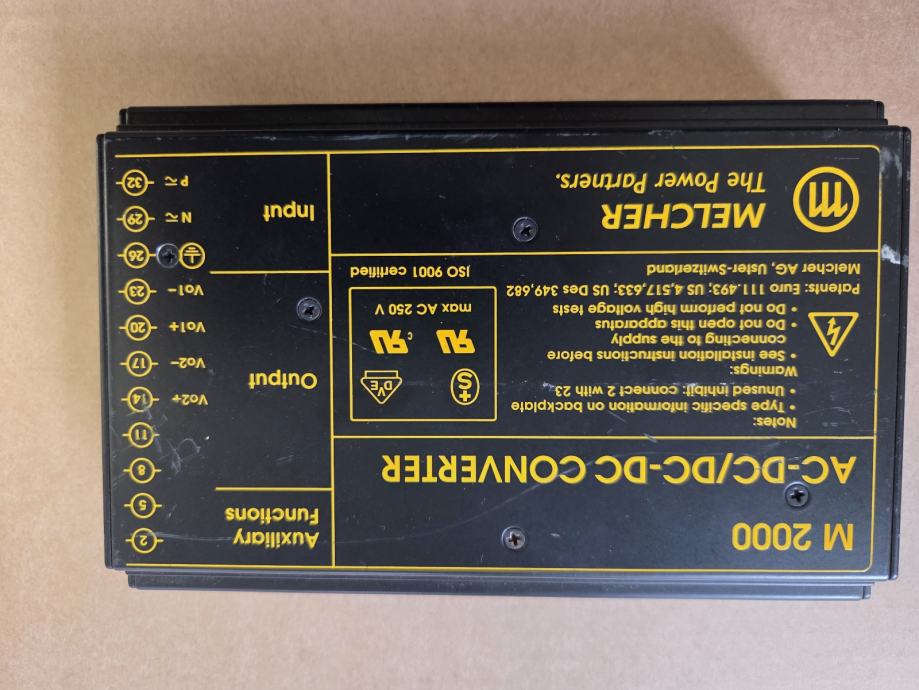 M 2000
AC-DC/DC-DC CONVERTER
Notes:
• Type specific information on backplate
• Unused inhibit: connect 2 with 23
Warnings:
• See installation instructions before
connecting to the supply
• Do not open this apparatus
• Do not perform high voltage tests
Patents: Euro 111.493; US 4,517,633; US Des 349,682
Melcher AG, Uster-Switzerland
+S
VDE
UR
c UR
max AC 250 V
ISO 9001 certified
MELCHER
The Power Partners.
Auxiliary
Functions
2
5
8
11
Output
Vo2+ 14
Vo2- 17
Vo1+ 20
Vo1- 23
26
Input
N ≂ 29
P ≂ 32